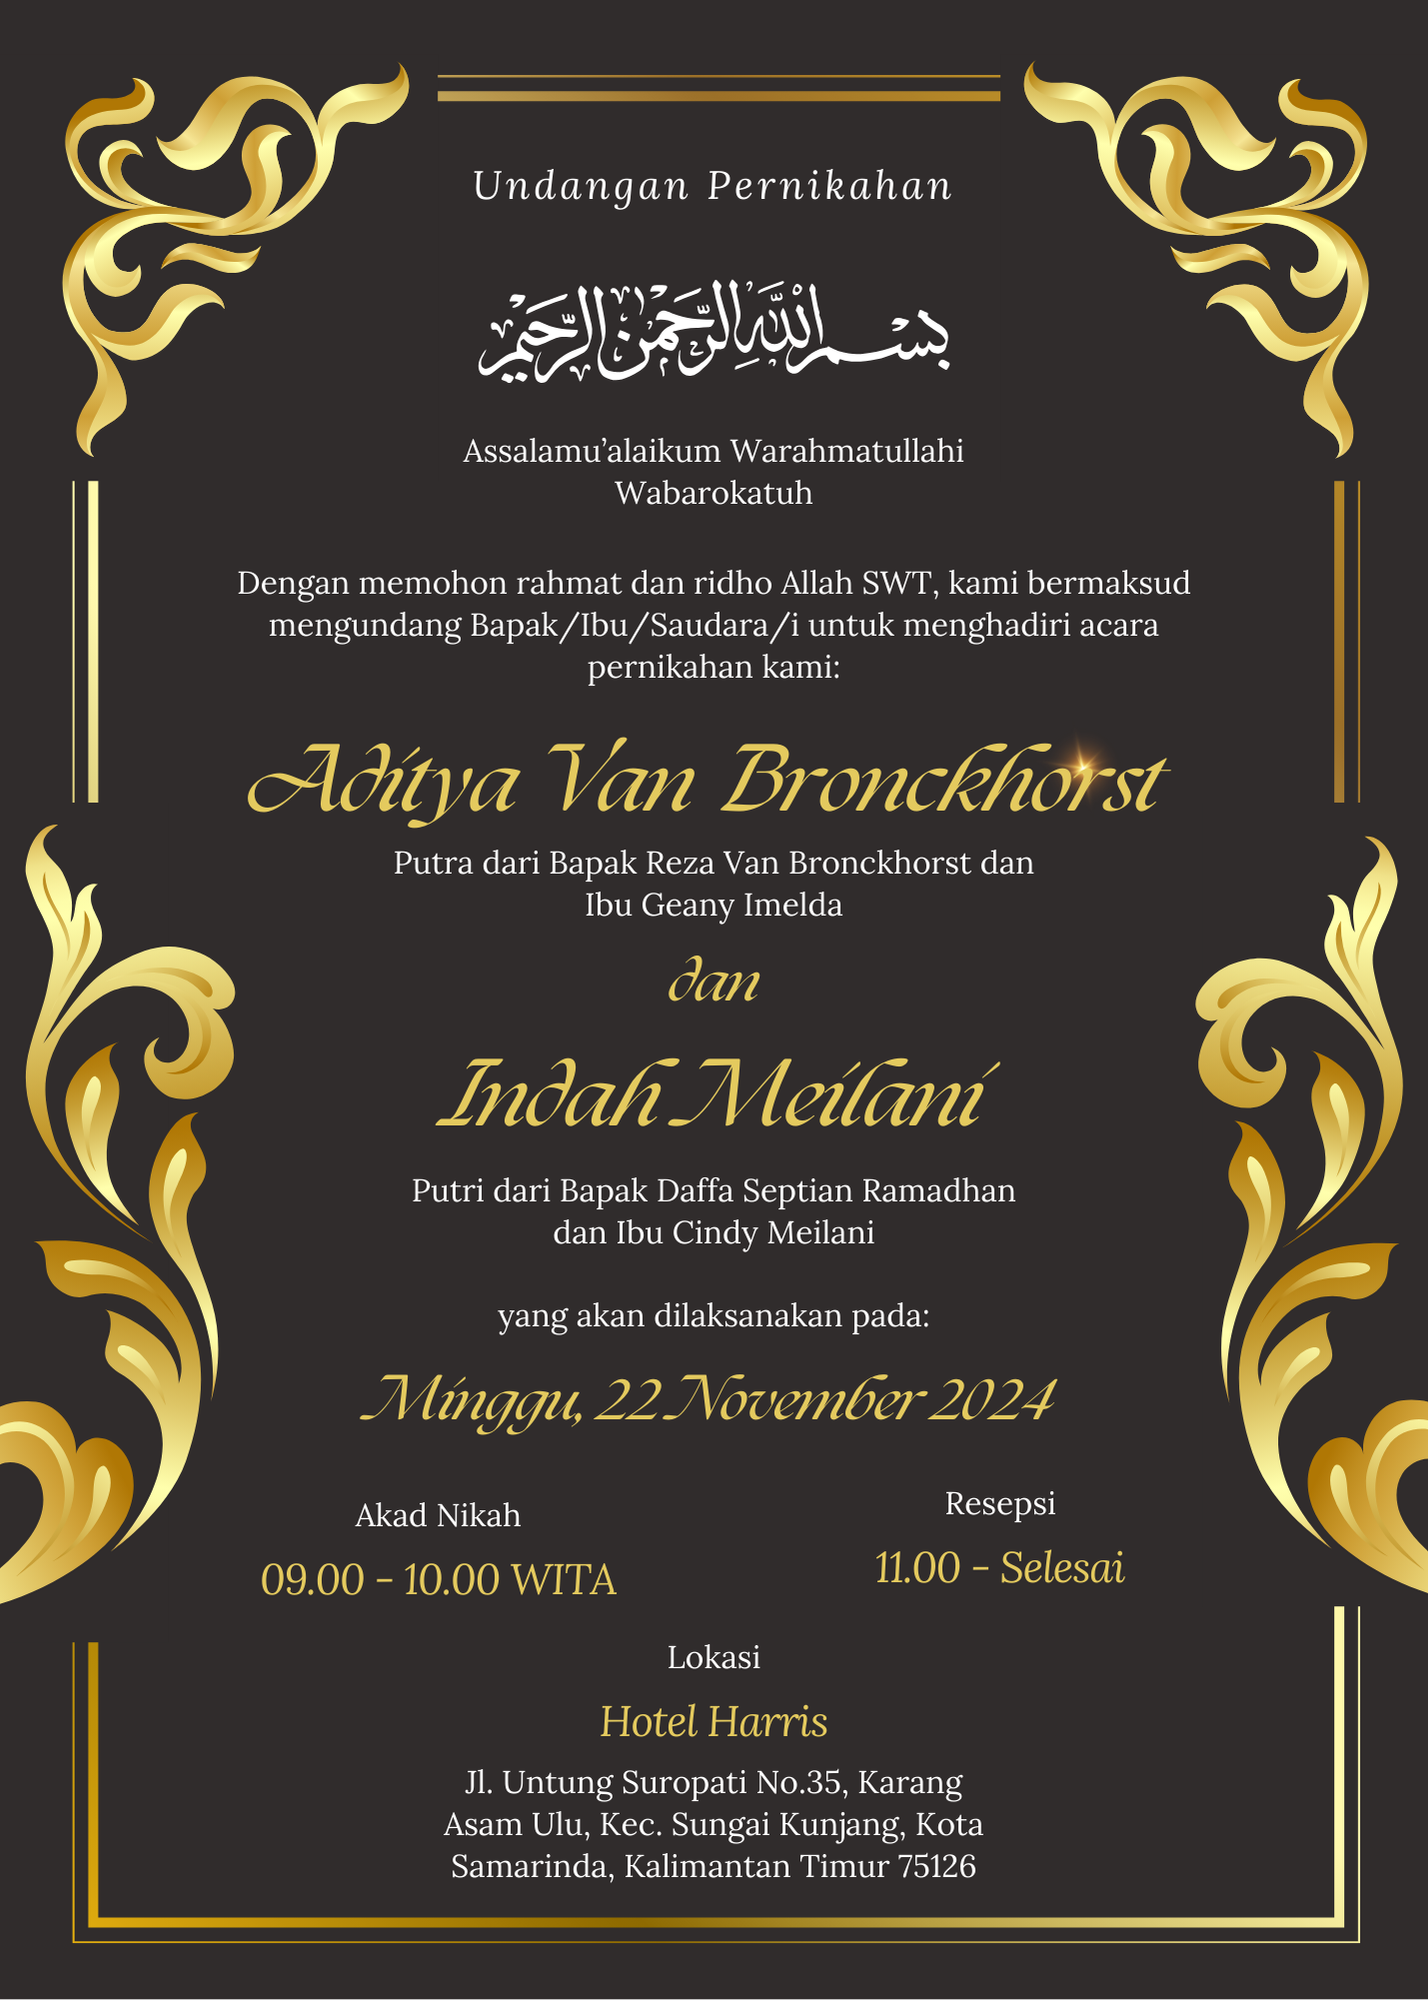 Undangan Pernikahan
بسم الله الرحمن الرحيم
Assalamu’alaikum Warahmatullahi
Wabarokatuh
Dengan memohon rahmat dan ridho Allah SWT, kami bermaksud
mengundang Bapak/Ibu/Saudara/i untuk menghadiri acara
pernikahan kami:
Aditya Van Bronckhorst
Putra dari Bapak Reza Van Bronckhorst dan
Ibu Geany Imelda
dan
Indah Meilani
Putri dari Bapak Daffa Septian Ramadhan
dan Ibu Cindy Meilani
yang akan dilaksanakan pada:
Minggu, 22 November 2024
Akad Nikah
09.00 - 10.00 WITA
Resepsi
11.00 - Selesai
Lokasi
Hotel Harris
Jl. Untung Suropati No.35, Karang
Asam Ulu, Kec. Sungai Kunjang, Kota
Samarinda, Kalimantan Timur 75126